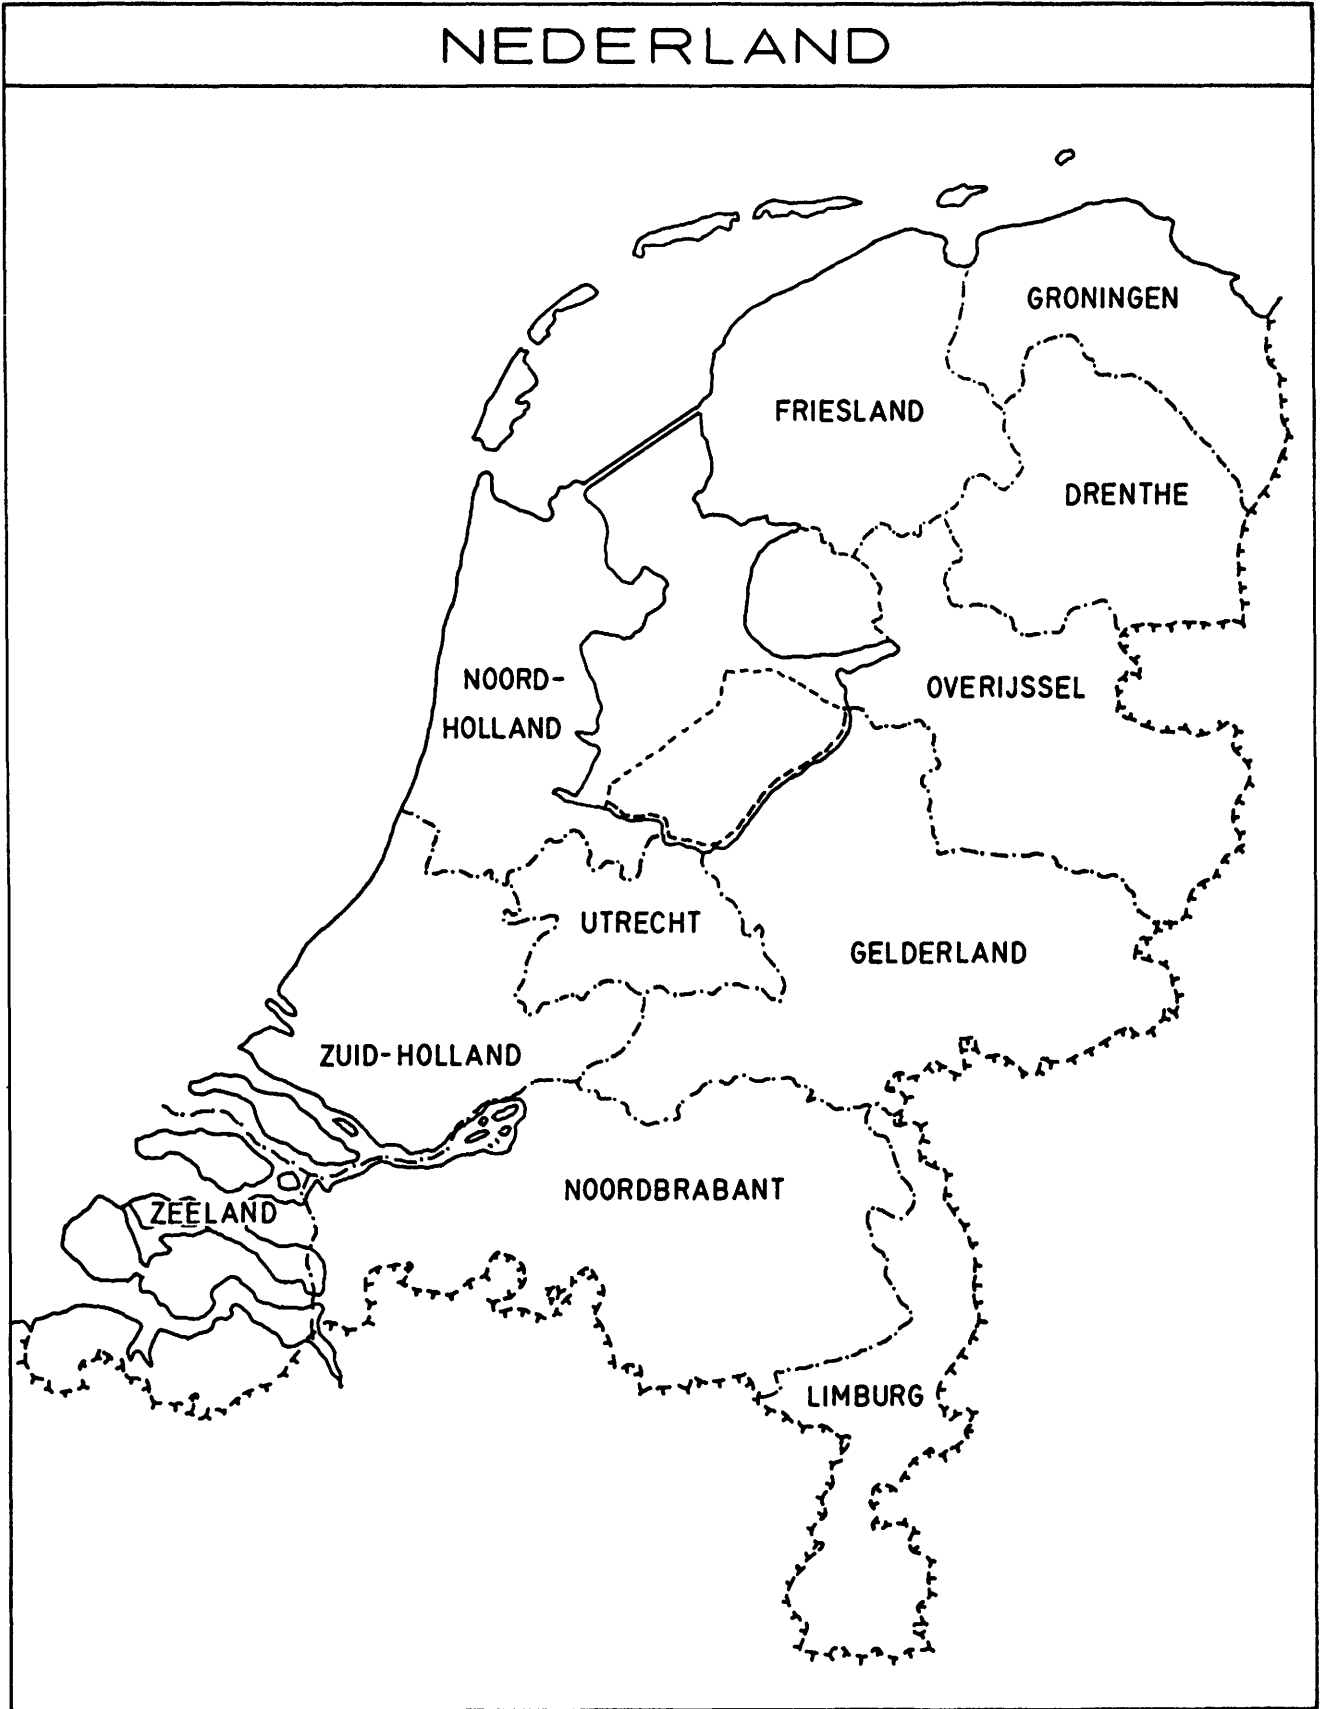 NEDERLAND
GRONINGEN
FRIESLAND
DRENTHE
NOORD-
HOLLAND
OVERIJSSEL
UTRECHT
GELDERLAND
ZUID-HOLLAND
NOORDBRABANT
ZEELAND
LIMBURG